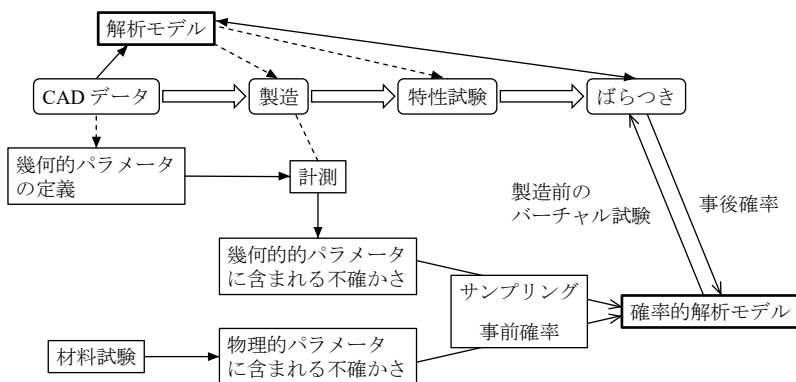 解析モデル
CAD データ
製造
特性試験
ばらつき
幾何的パラメータ
の定義
計測
製造前の
バーチャル試験
事後確率
幾何的的パラメータ
に含まれる不確かさ
サンプリング
事前確率
確率的解析モデル
材料試験
物理的パラメータ
に含まれる不確かさ